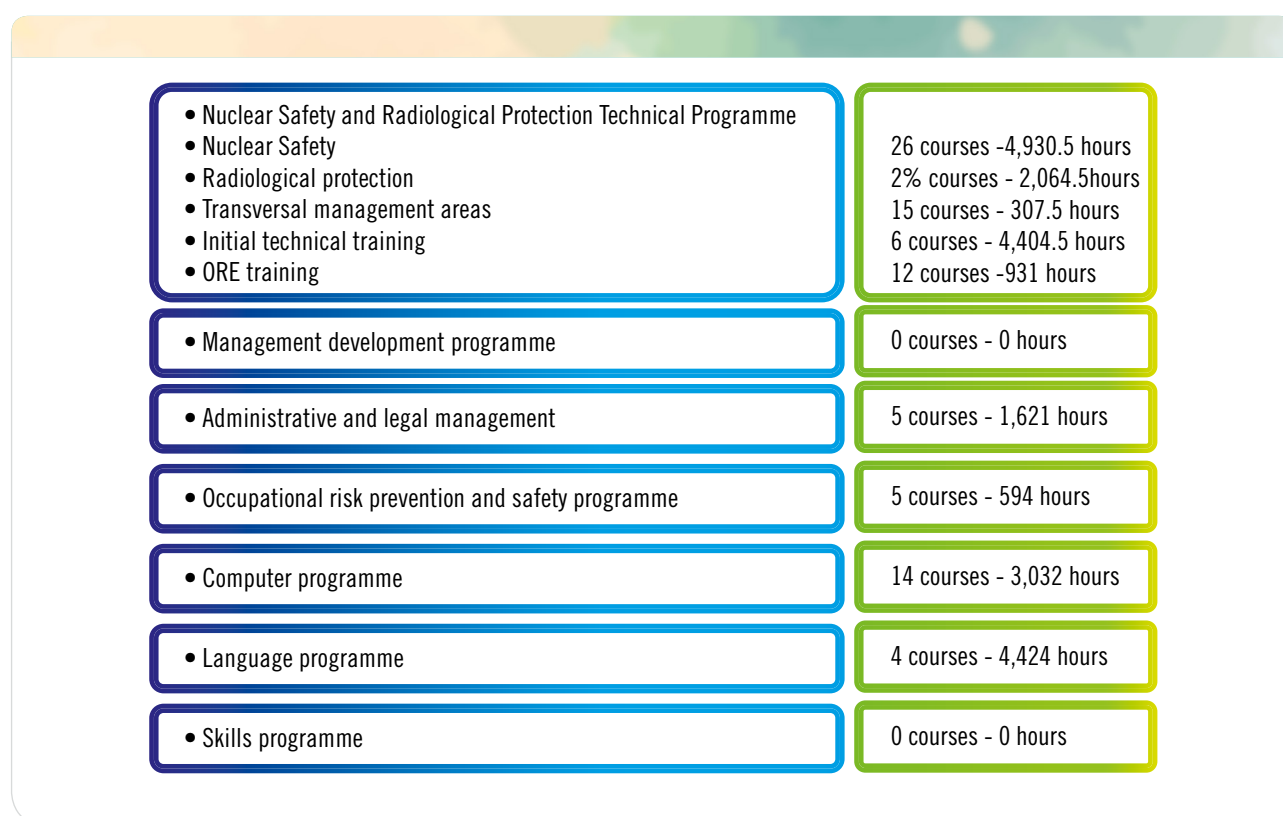 • Nuclear Safety and Radiological Protection Technical Programme
• Nuclear Safety
26 courses -4,930.5 hours
• Radiological protection
2% courses - 2,064.5hours
• Transversal management areas
15 courses - 307.5 hours
• Initial technical training
6 courses - 4,404.5 hours
• ORE training
12 courses -931 hours
• Management development programme
0 courses - 0 hours
• Administrative and legal management
5 courses - 1,621 hours
• Occupational risk prevention and safety programme
5 courses - 594 hours
• Computer programme
14 courses - 3,032 hours
• Language programme
4 courses - 4,424 hours
• Skills programme
0 courses - 0 hours